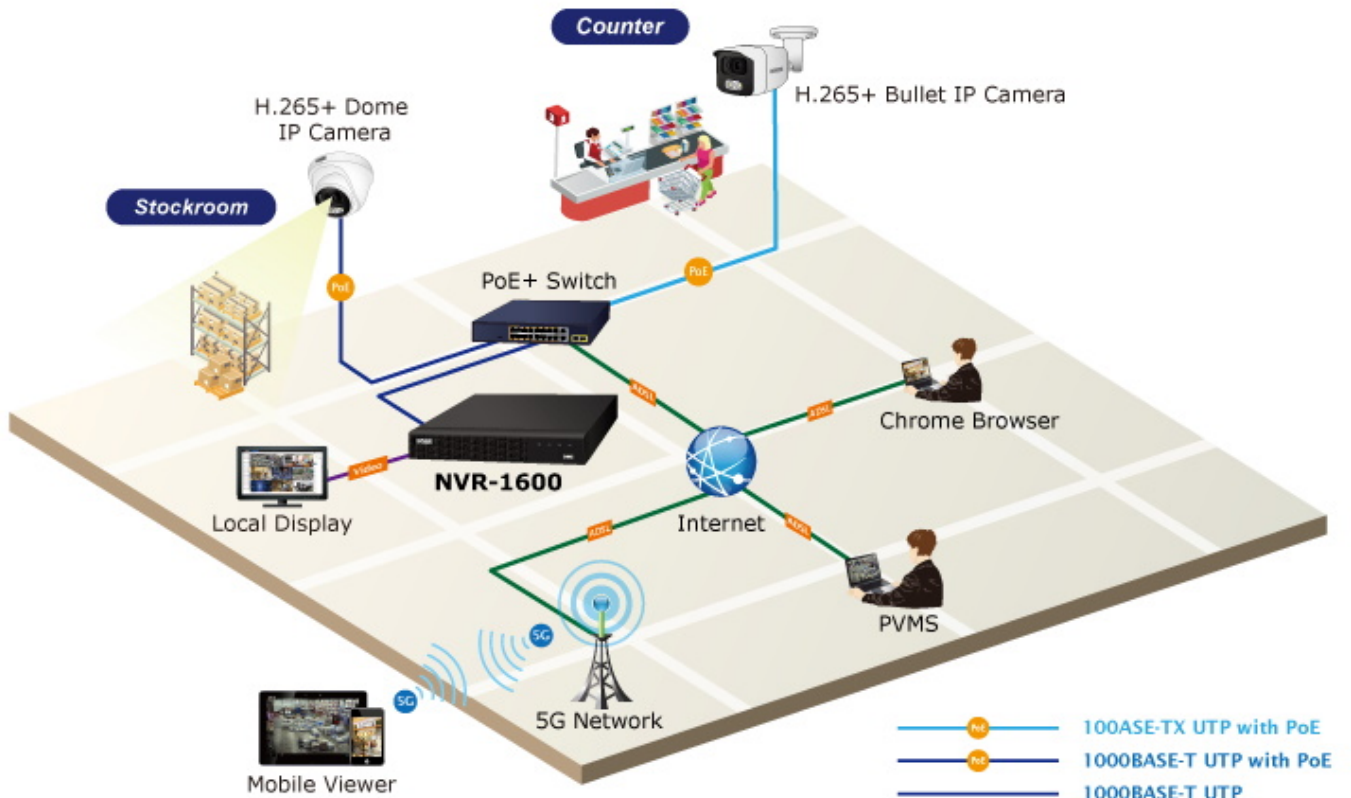 Counter
H.265+ Bullet IP Camera
H.265+ Dome
IP Camera
Stockroom
PoE
PoE
PoE+ Switch
ADSL
ADSL
Chrome Browser
Video
NVR-1600
Local Display
Internet
ADSL
ADSL
PVMS
5G
5G
5G Network
Mobile Viewer
PoE 100ASE-TX UTP with PoE
PoE 1000BASE-T UTP with PoE
1000BASE-T UTP